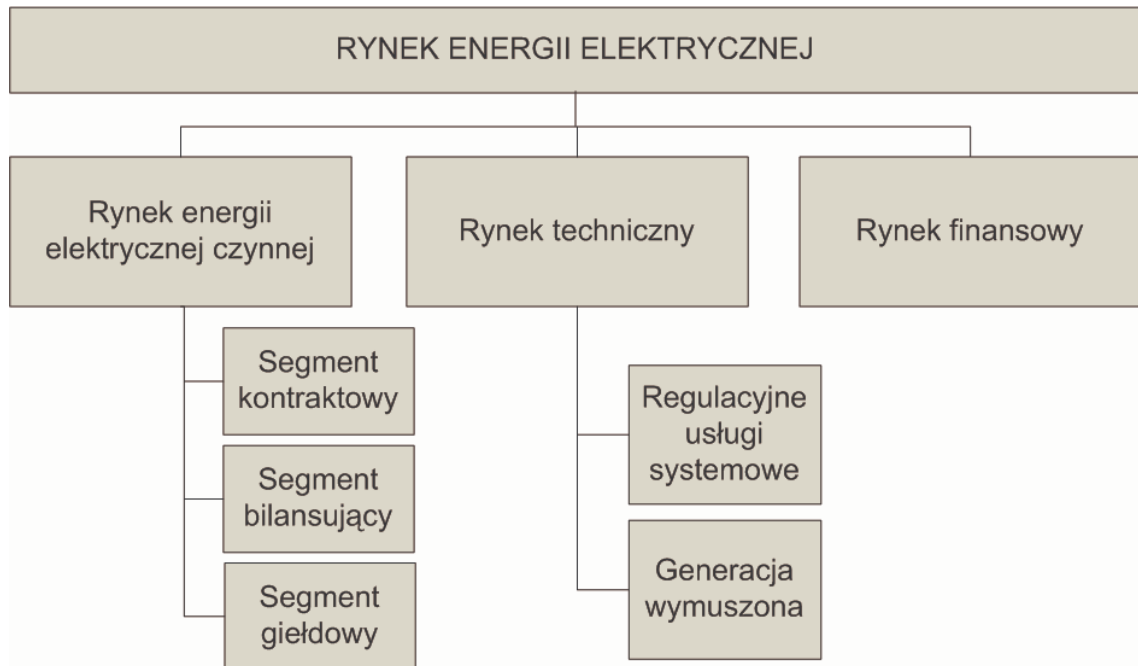 RYNEK ENERGII ELEKTRYCZNEJ
Rynek energii
elektrycznej czynnej
Rynek techniczny
Rynek finansowy
Segment
kontraktowy
Segment
bilansujący
Segment
giełdowy
Regulacyjne
usługi
systemowe
Generacja
wymuszona